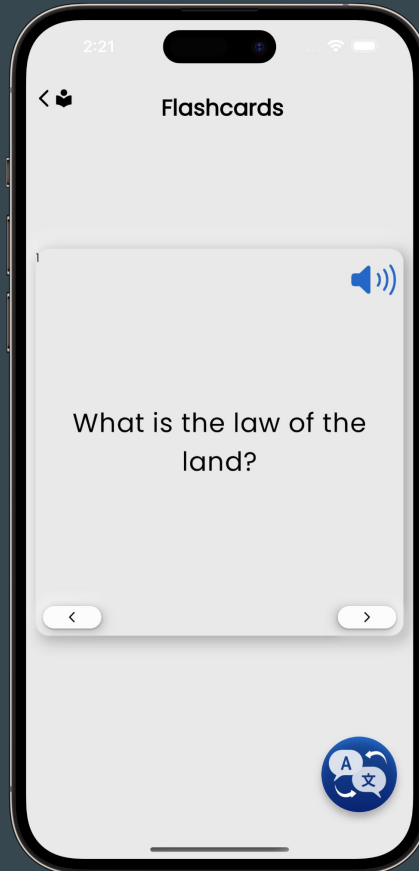 2:21
Flashcards
1
What is the law of the
land?
A
文